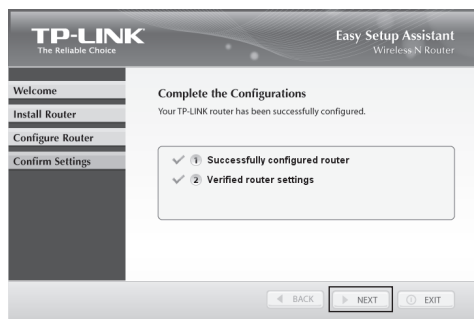 TP-LINK
The Reliable Choice
Easy Setup Assistant
Wireless N Router
Welcome
Install Router
Configure Router
Confirm Settings
Complete the Configurations
Your TP-LINK router has been successfully configured.
1 Successfully configured router
2 Verified router settings
BACK
NEXT
EXIT